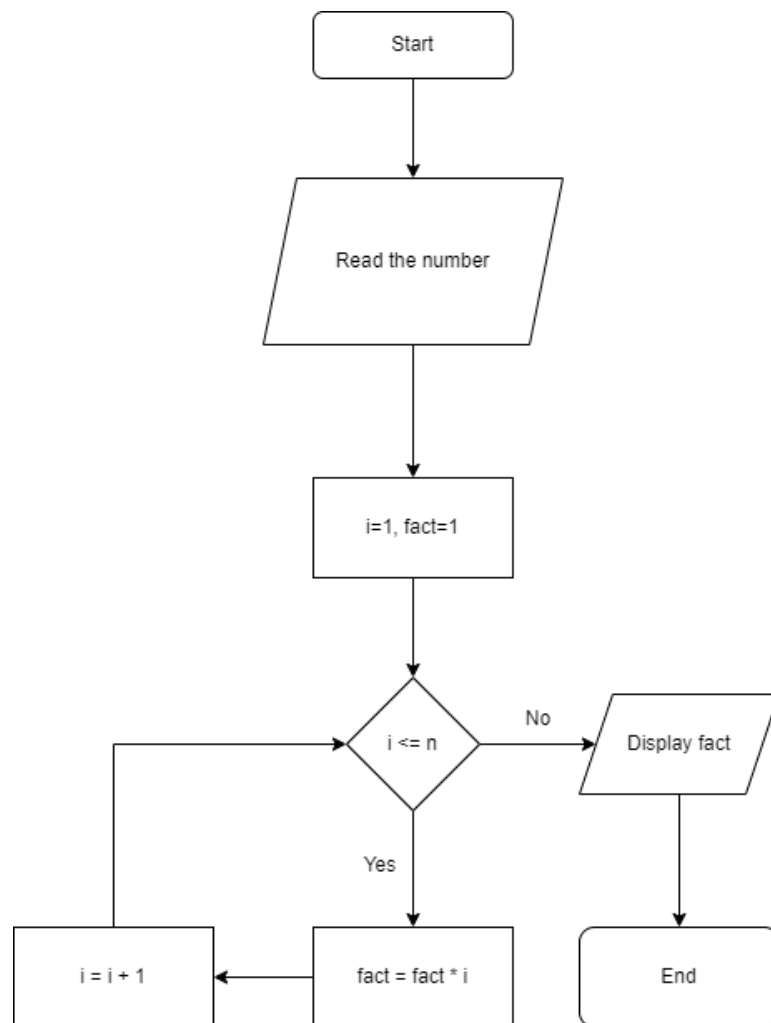 Start
Read the number
i=1, fact=1
i <= n
No
Display fact
Yes
i = i + 1
fact = fact * i
End